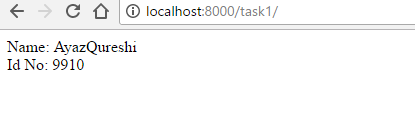 localhost:8000/task1/
Name: AyazQureshi
Id No: 9910